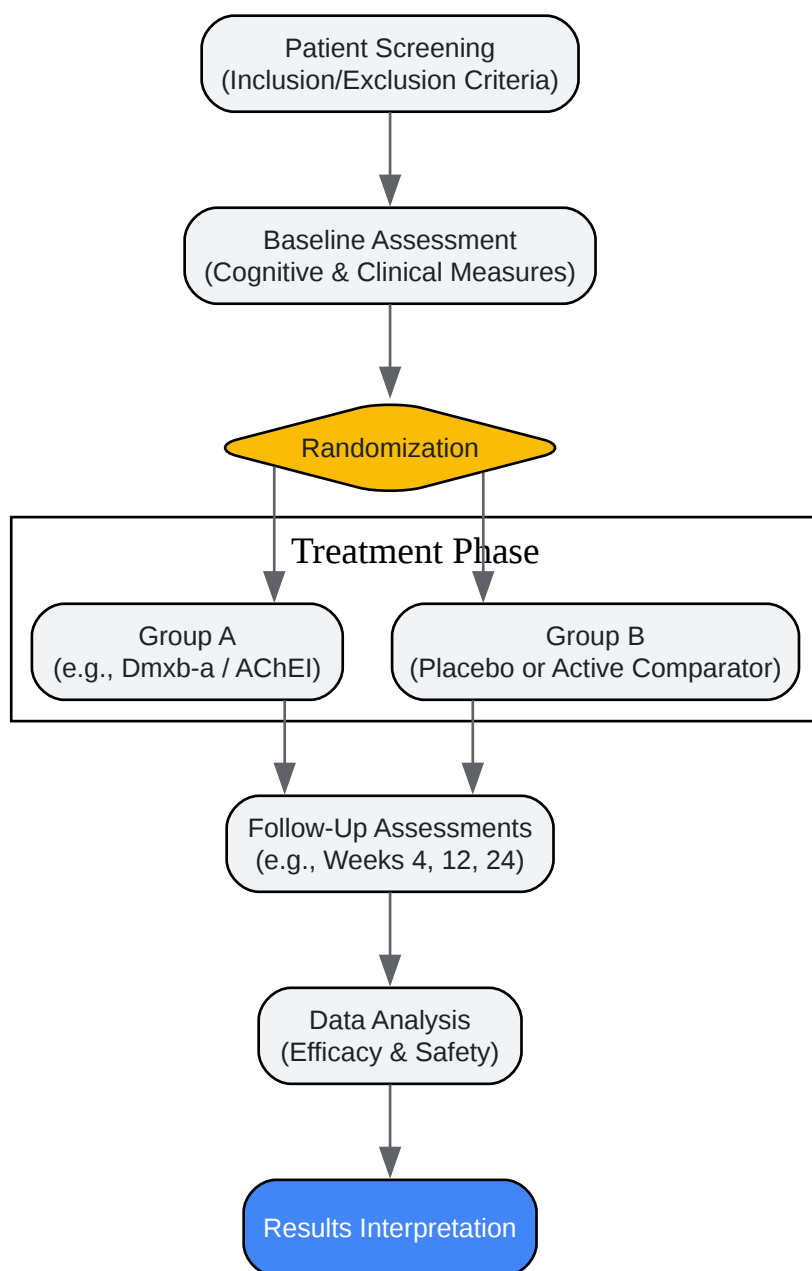 Patient Screening
(Inclusion/Exclusion Criteria)
Baseline Assessment
(Cognitive & Clinical Measures)
Randomization
Treatment Phase
Group A
(e.g., Dmxb-a / AChEI)
Group B
(Placebo or Active Comparator)
Follow-Up Assessments
(e.g., Weeks 4, 12, 24)
Data Analysis
(Efficacy & Safety)
Results Interpretation